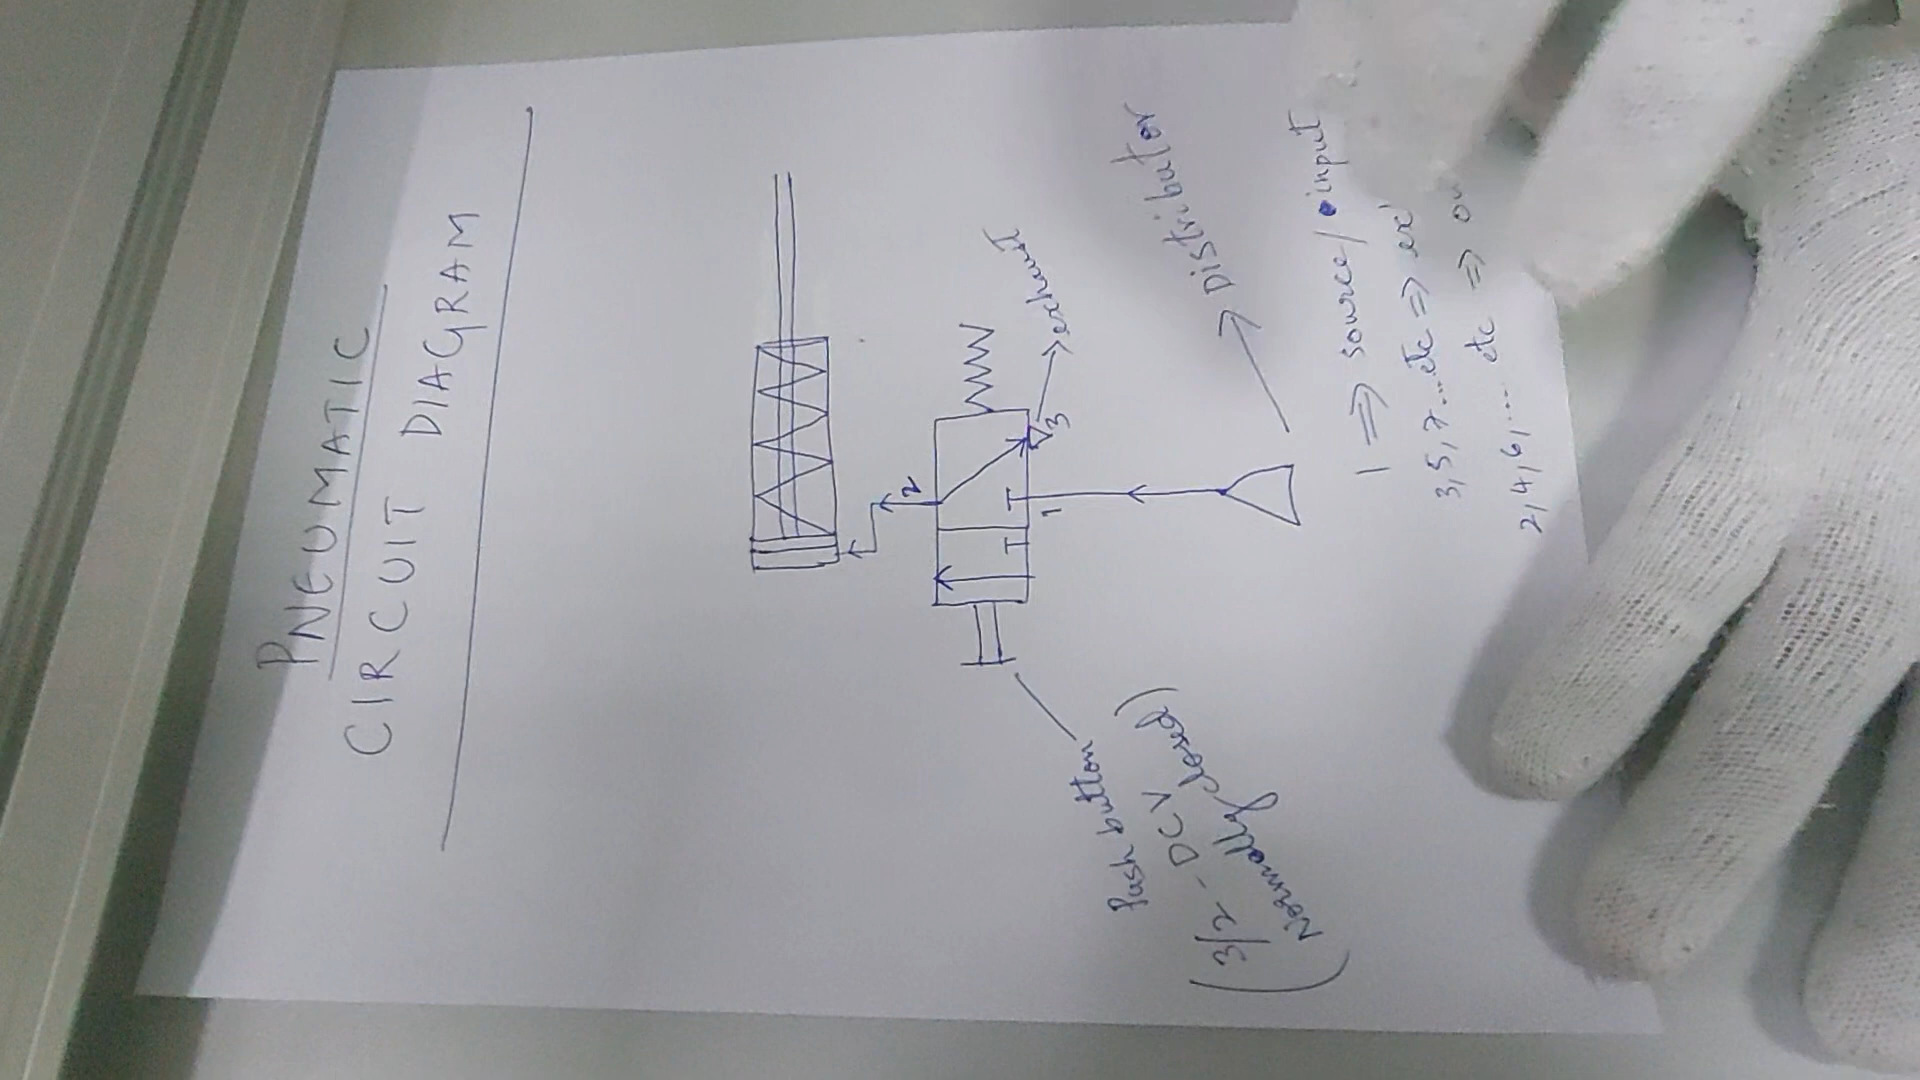 PNEUMATIC
CIRCUIT DIAGRAM
2
1
3
exhaust
Push button
(3/2 - DCV
Normally closed)
Distributor
1 ⇒ source/ input
3, 5, 7...etc ⇒
2, 4, 6, .... etc ⇒